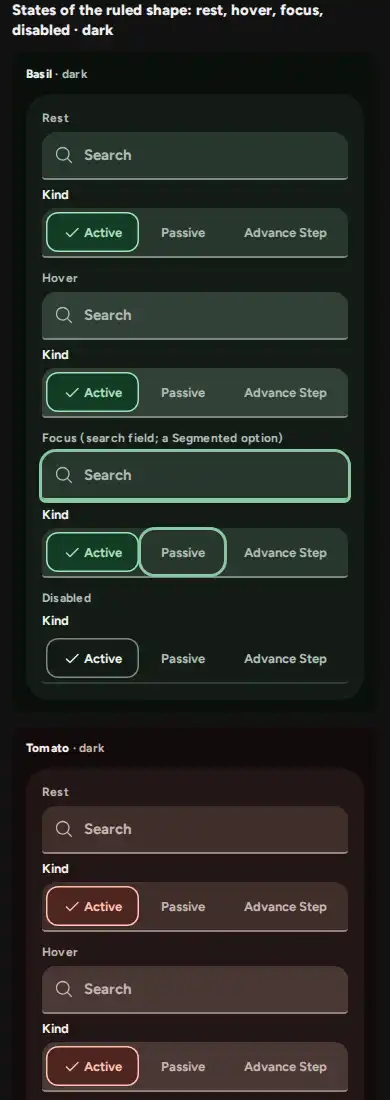 States of the ruled shape: rest, hover, focus,
disabled · dark
Basil · dark
Rest
Search
Kind
Active Passive Advance Step
Hover
Search
Kind
Active Passive Advance Step
Focus (search field; a Segmented option)
Search
Kind
Active Passive Advance Step
Disabled
Kind
Active Passive Advance Step
Tomato · dark
Rest
Search
Kind
Active Passive Advance Step
Hover
Search
Kind
Active Passive Advance Step